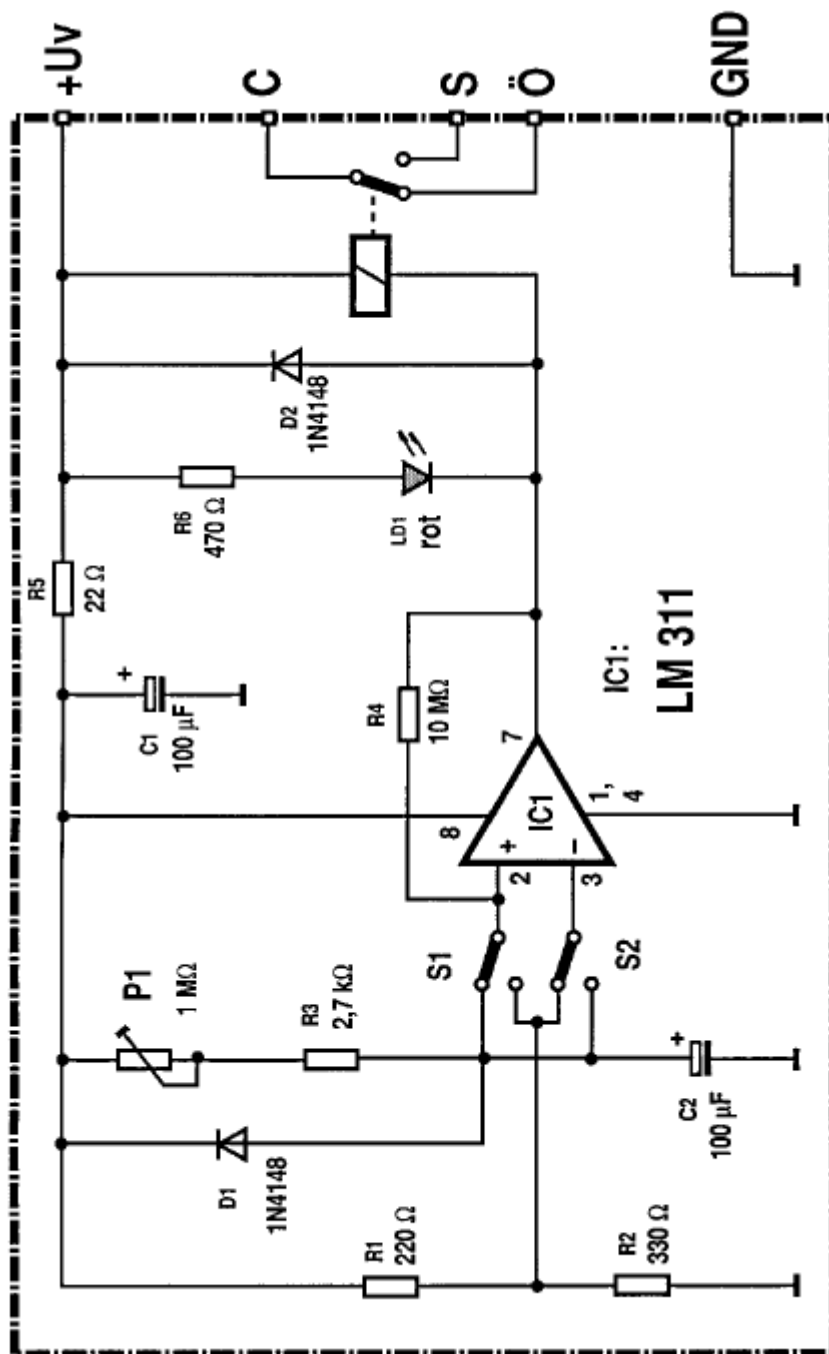 +Uv
C
S
Ö
GND
D2
1N4148
R6
470 Ω
LD1
rot
R5
22 Ω
+
C1
100 µF
R4
10 MΩ
IC1:
LM 311
8
7
IC1
+
2
−
3
1,
4
S1
S2
P1
1 MΩ
R3
2,7 kΩ
+
C2
100 µF
D1
1N4148
R1
220 Ω
R2
330 Ω